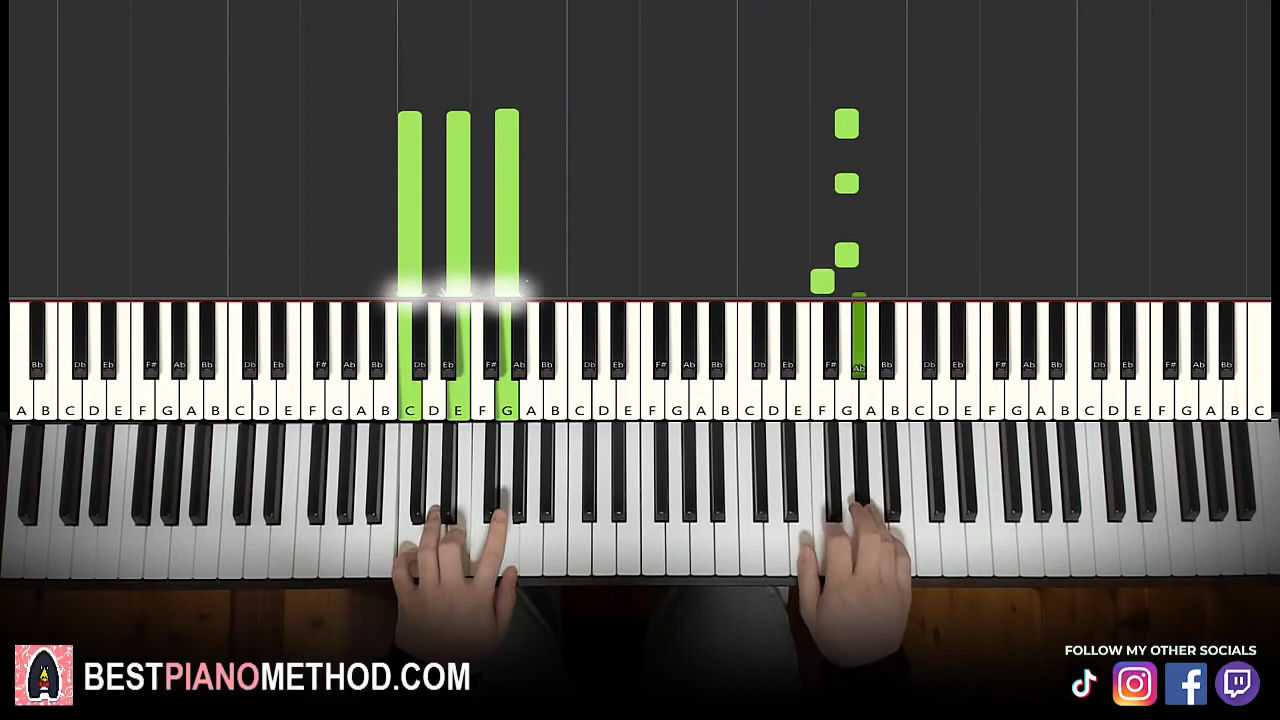 Bb Db Eb F# Ab Bb Db Eb F# Ab Bb Db Eb F# Ab Bb Db Eb F# Ab Bb Db Eb F# Ab Bb Db Eb F# Ab Bb Db Eb F# Ab Bb
A B C D E F G A B C D E F G A B C D E F G A B C D E F G A B C D E F G A B C D E F G A B C D E F G A B C
FOLLOW MY OTHER SOCIALS
BESTPIANOMETHOD.COM